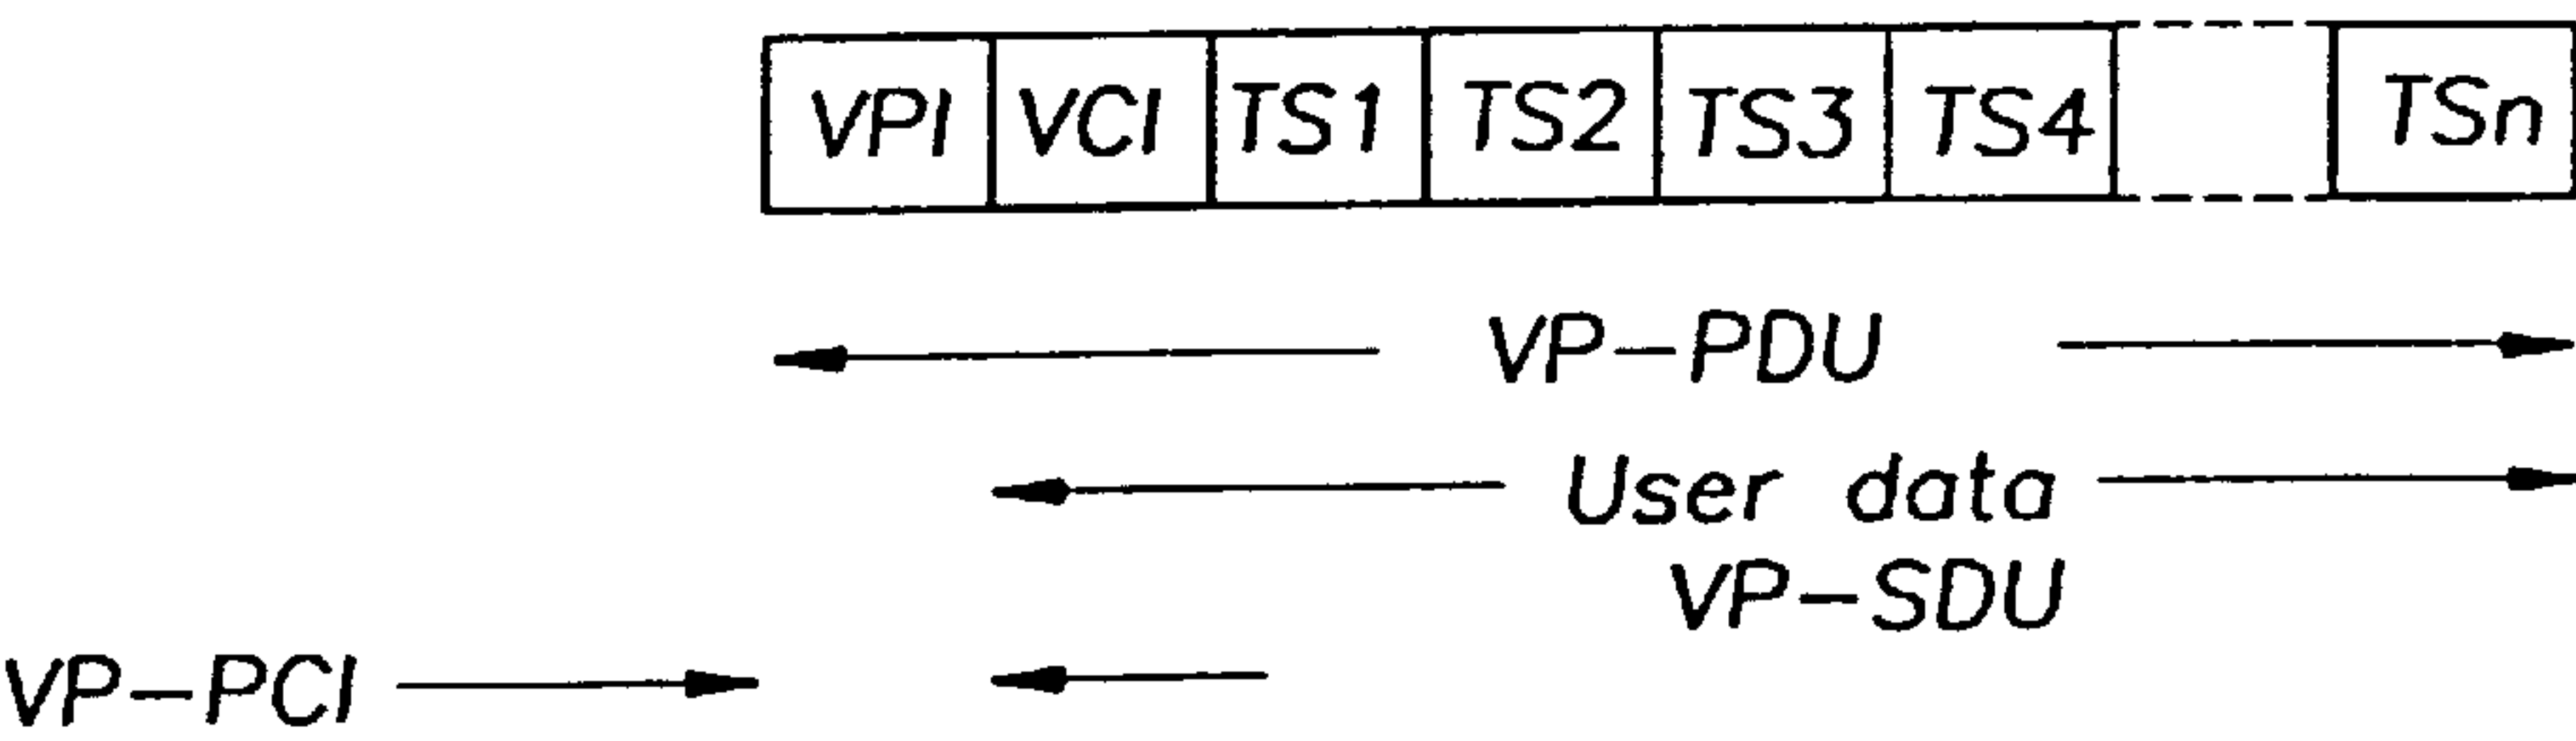 VPI VCI TS1 TS2 TS3 TS4 TSn
VP-PDU
User data
VP-SDU
VP-PCI